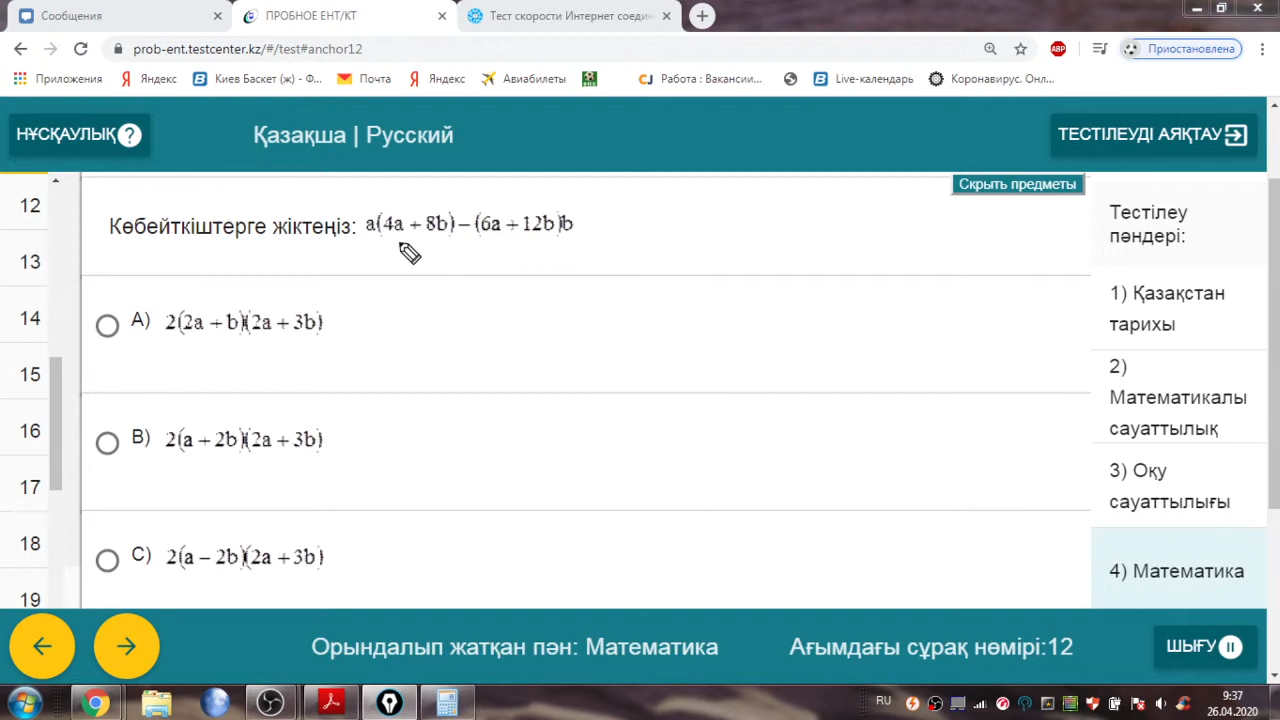 Сообщения
ПРОБНОЕ ЕНТ/КТ
Тест скорости Интернет соедин
prob-ent.testcenter.kz/#/test#anchor12
ABP
Приостановлена
Приложения
Яндекс
Киев Баскет (ж) - Ф...
Почта
Яндекс
Авиабилеты
Работа : Вакансии...
Live-календарь
Коронавирус. Онл...
НҰСҚАУЛЫҚ ?
Қазақша | Русский
ТЕСТІЛЕУДІ АЯҚТАУ
Скрыть предметы
12
13
14
15
16
17
18
19
Көбейткіштерге жіктеңіз: a(4a + 8b) − (6a + 12b)b
A) 2(2a + b)(2a + 3b)
B) 2(a + 2b)(2a + 3b)
C) 2(a − 2b)(2a + 3b)
Тестілеу
пәндері:
1) Қазақстан
тарихы
2)
Математикалы
сауаттылық
3) Оқу
сауаттылығы
4) Математика
Орындалып жатқан пән: Математика
Ағымдағы сұрақ нөмірі:12
ШЫҒУ
RU
9:37
26.04.2020